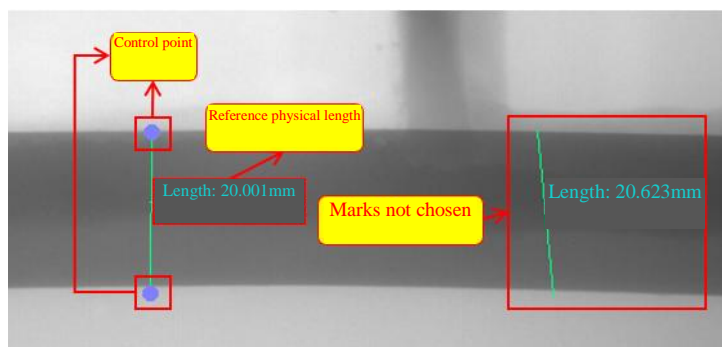 Control point
Reference physical length
Length: 20.001mm
Marks not chosen
Length: 20.623mm